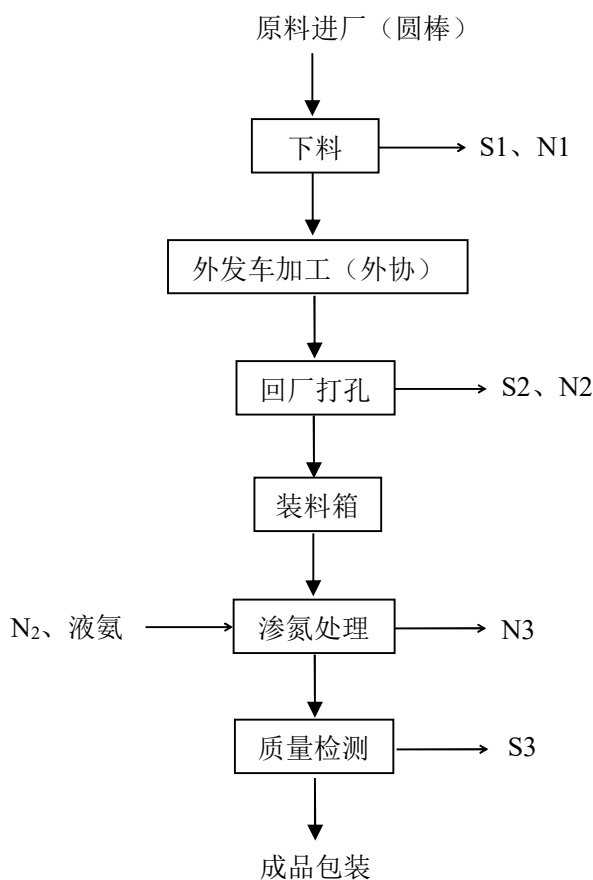 原料进厂（圆棒）
下料
S1、N1
外发车加工（外协）
回厂打孔
S2、N2
装料箱
N₂、液氨
渗氮处理
N3
质量检测
S3
成品包装